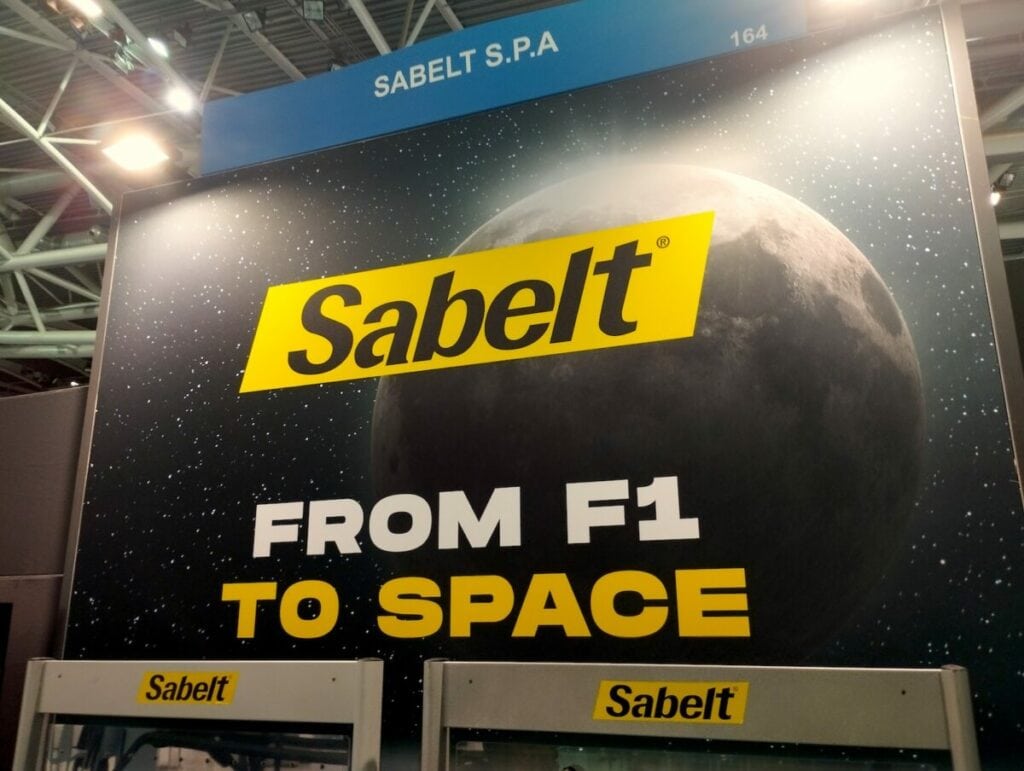 SABELT S.P.A
164
Sabelt®
FROM F1
TO SPACE
Sabelt
Sabelt